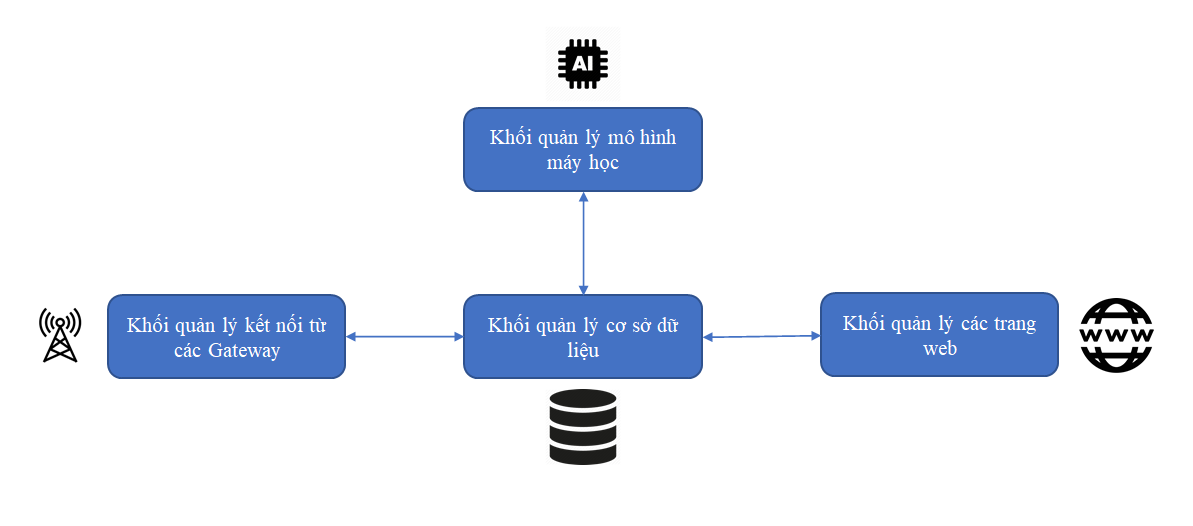 AI
Khối quản lý mô hình
máy học
Khối quản lý kết nối từ
các Gateway
Khối quản lý cơ sở dữ
liệu
Khối quản lý các trang
web
WWW